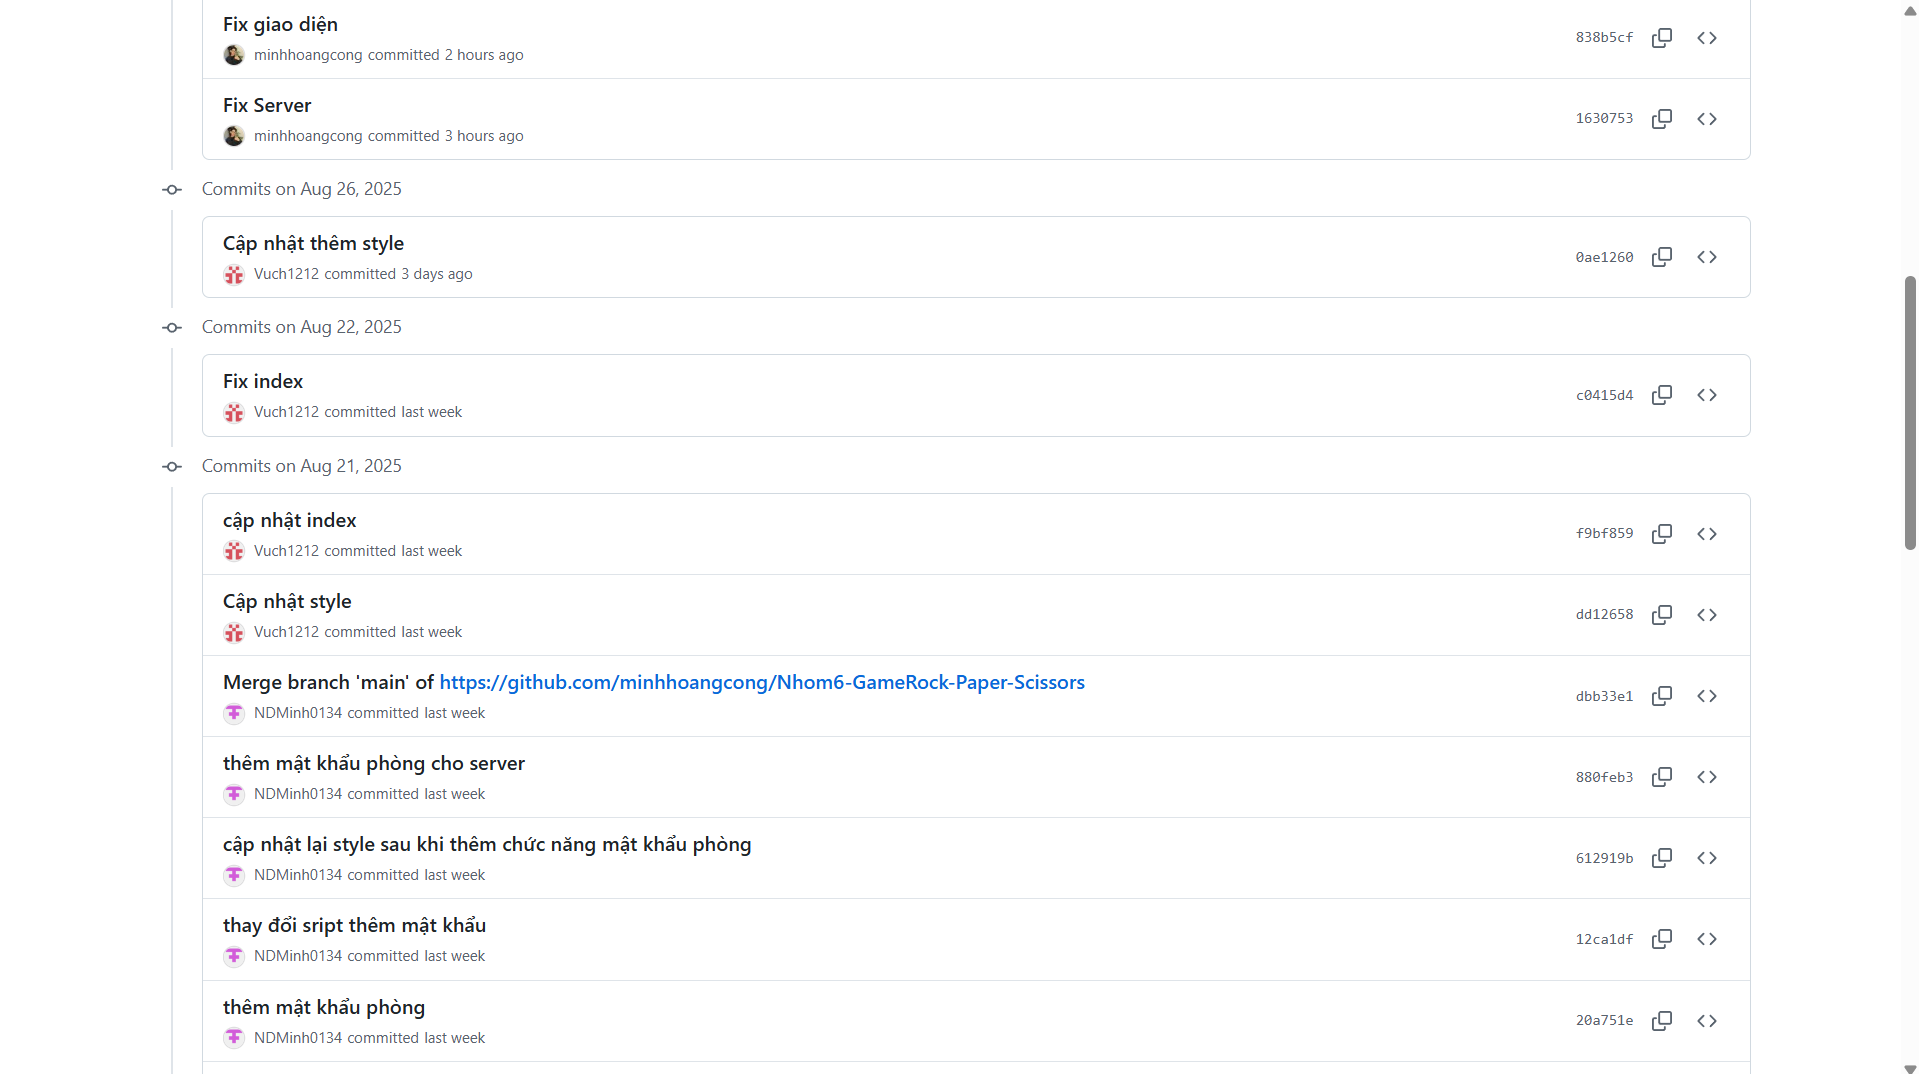 Fix giao diện
minhhoangcong committed 2 hours ago
838b5cf
Fix Server
minhhoangcong committed 3 hours ago
1630753
Commits on Aug 26, 2025
Cập nhật thêm style
Vuch1212 committed 3 days ago
0ae1260
Commits on Aug 22, 2025
Fix index
Vuch1212 committed last week
c0415d4
Commits on Aug 21, 2025
cập nhật index
Vuch1212 committed last week
f9bf859
Cập nhật style
Vuch1212 committed last week
dd12658
Merge branch 'main' of https://github.com/minhhoangcong/Nhom6-GameRock-Paper-Scissors
NDMinh0134 committed last week
dbb33e1
thêm mật khẩu phòng cho server
NDMinh0134 committed last week
880feb3
cập nhật lại style sau khi thêm chức năng mật khẩu phòng
NDMinh0134 committed last week
612919b
thay đổi sript thêm mật khẩu
NDMinh0134 committed last week
12ca1df
thêm mật khẩu phòng
NDMinh0134 committed last week
20a751e